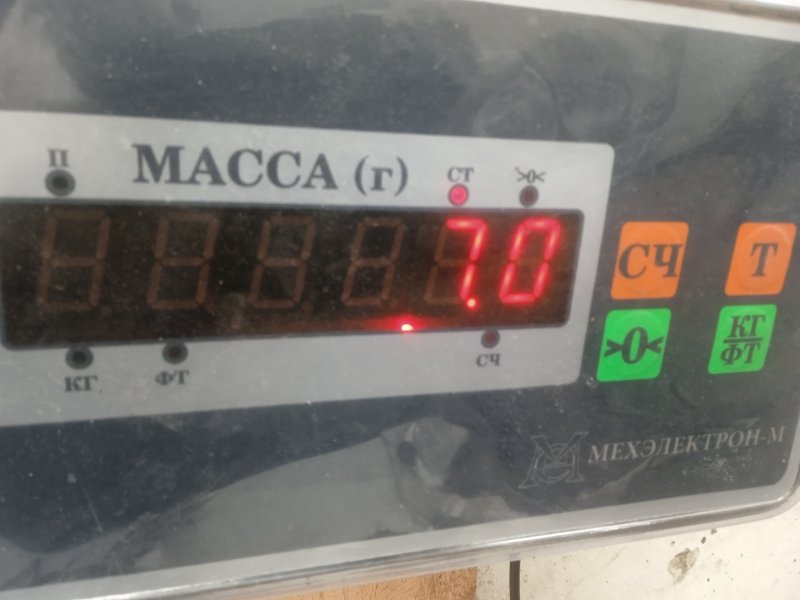 П
МАССА (г)
СТ
>0<
7.0
КГ
ФТ
СЧ
СЧ
Т
>0<
КГ
ФТ
МЕХЭЛЕКТРОН-М